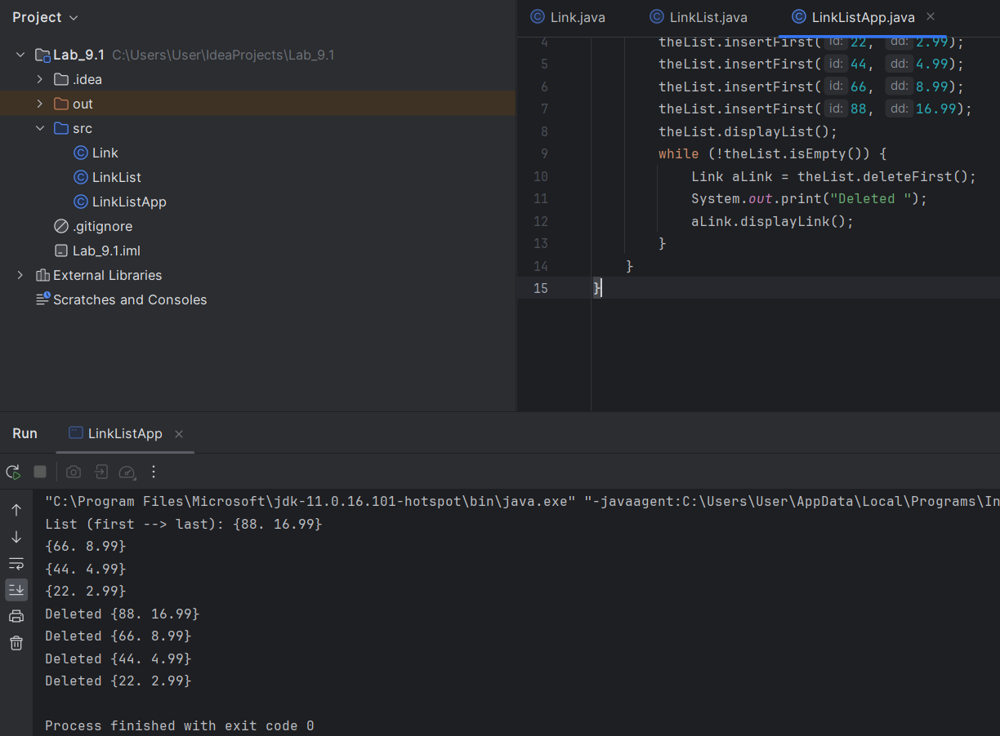 Project
Lab_9.1 C:\Users\User\IdeaProjects\Lab_9.1
.idea
out
src
Link
LinkList
LinkListApp
.gitignore
Lab_9.1.iml
External Libraries
Scratches and Consoles
Link.java LinkList.java LinkListApp.java
4 theList.insertFirst( id: 22, dd: 2.99);
5 theList.insertFirst( id: 44, dd: 4.99);
6 theList.insertFirst( id: 66, dd: 8.99);
7 theList.insertFirst( id: 88, dd: 16.99);
8 theList.displayList();
9 while (!theList.isEmpty()) {
10 Link aLink = theList.deleteFirst();
11 System.out.print("Deleted ");
12 aLink.displayLink();
13 }
14 }
15 }
Run LinkListApp
"C:\Program Files\Microsoft\jdk-11.0.16.101-hotspot\bin\java.exe" "-javaagent:C:\Users\User\AppData\Local\Programs\In
List (first --> last): {88. 16.99}
{66. 8.99}
{44. 4.99}
{22. 2.99}
Deleted {88. 16.99}
Deleted {66. 8.99}
Deleted {44. 4.99}
Deleted {22. 2.99}
Process finished with exit code 0